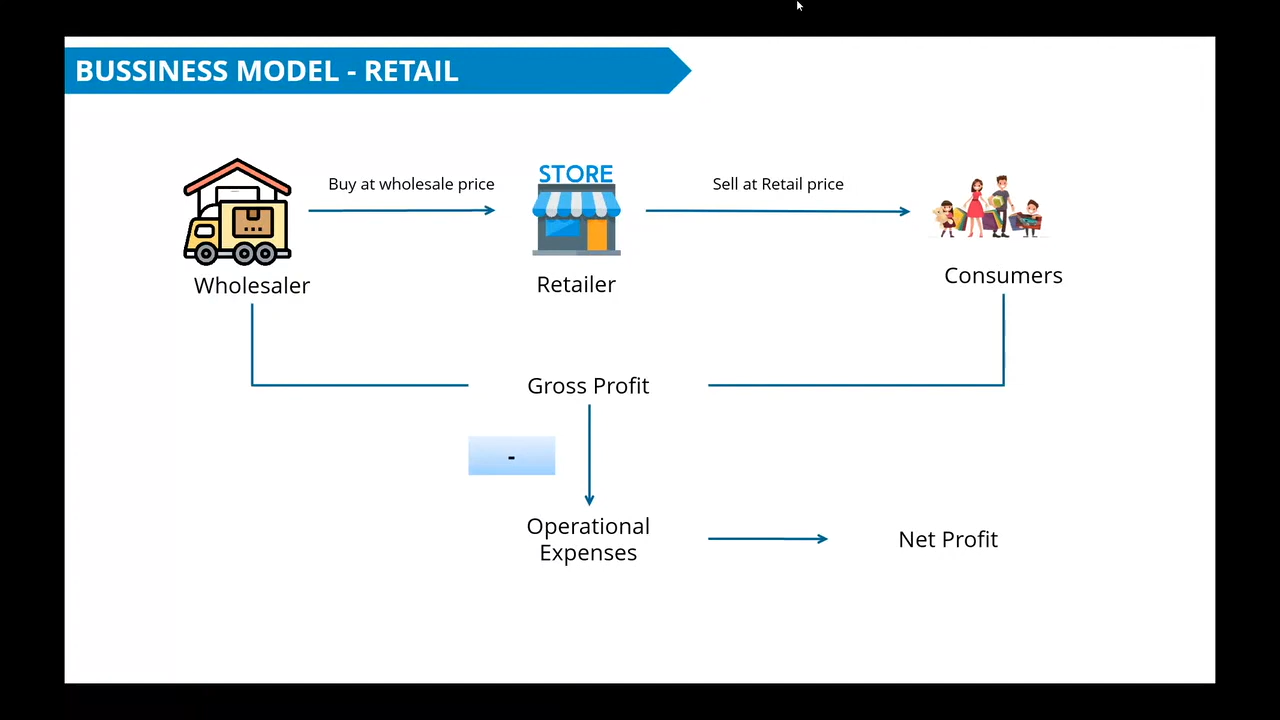 BUSSINESS MODEL - RETAIL
Buy at wholesale price
STORE
Sell at Retail price
Wholesaler
Retailer
Consumers
Gross Profit
-
Operational
Expenses
Net Profit